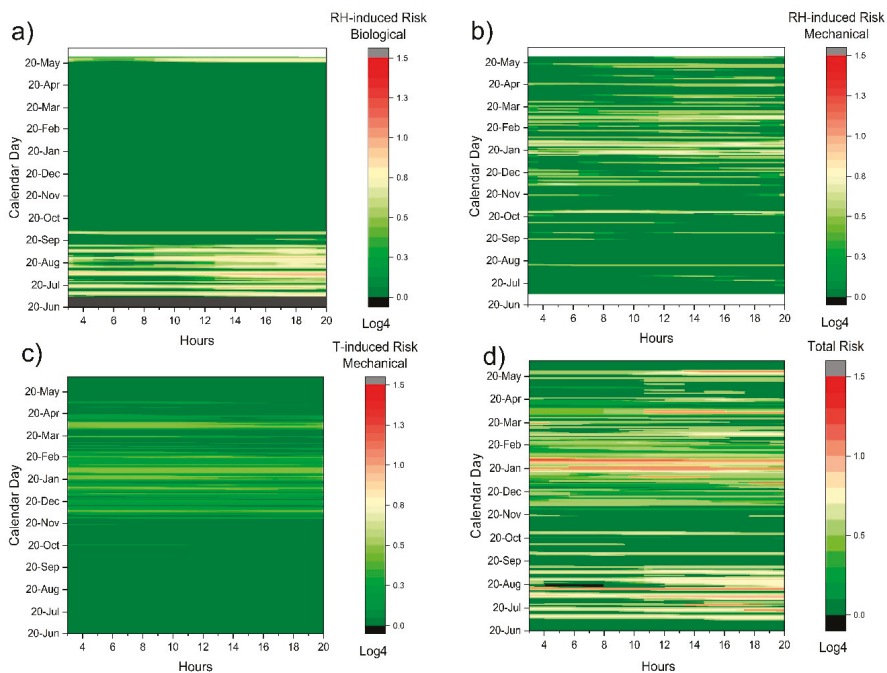 a)
RH-induced Risk
Biological
1.5
1.3
1.0
0.8
0.5
0.3
0.0
Log4
20-May
20-Apr
20-Mar
20-Feb
20-Jan
20-Dec
20-Nov
20-Oct
20-Sep
20-Aug
20-Jul
20-Jun
Calendar Day
4 6 8 10 12 14 16 18 20
Hours
b)
RH-induced Risk
Mechanical
1.5
1.3
1.0
0.8
0.6
0.3
0.0
Log4
20-May
20-Apr
20-Mar
20-Feb
20-Jan
20-Dec
20-Nov
20-Oct
20-Sep
20-Aug
20-Jul
20-Jun
Calendar Day
4 6 8 10 12 14 16 18 20
Hours
c)
T-induced Risk
Mechanical
1.5
1.3
1.0
0.8
0.6
0.3
0.0
Log4
20-May
20-Apr
20-Mar
20-Feb
20-Jan
20-Dec
20-Nov
20-Oct
20-Sep
20-Aug
20-Jul
20-Jun
Calendar Day
4 6 8 10 12 14 16 18 20
Hours
d)
Total Risk
1.5
1.0
0.5
0.0
Log4
20-May
20-Apr
20-Mar
20-Feb
20-Jan
20-Dec
20-Nov
20-Oct
20-Sep
20-Aug
20-Jul
20-Jun
Calendar Day
4 6 8 10 12 14 16 18 20
Hours